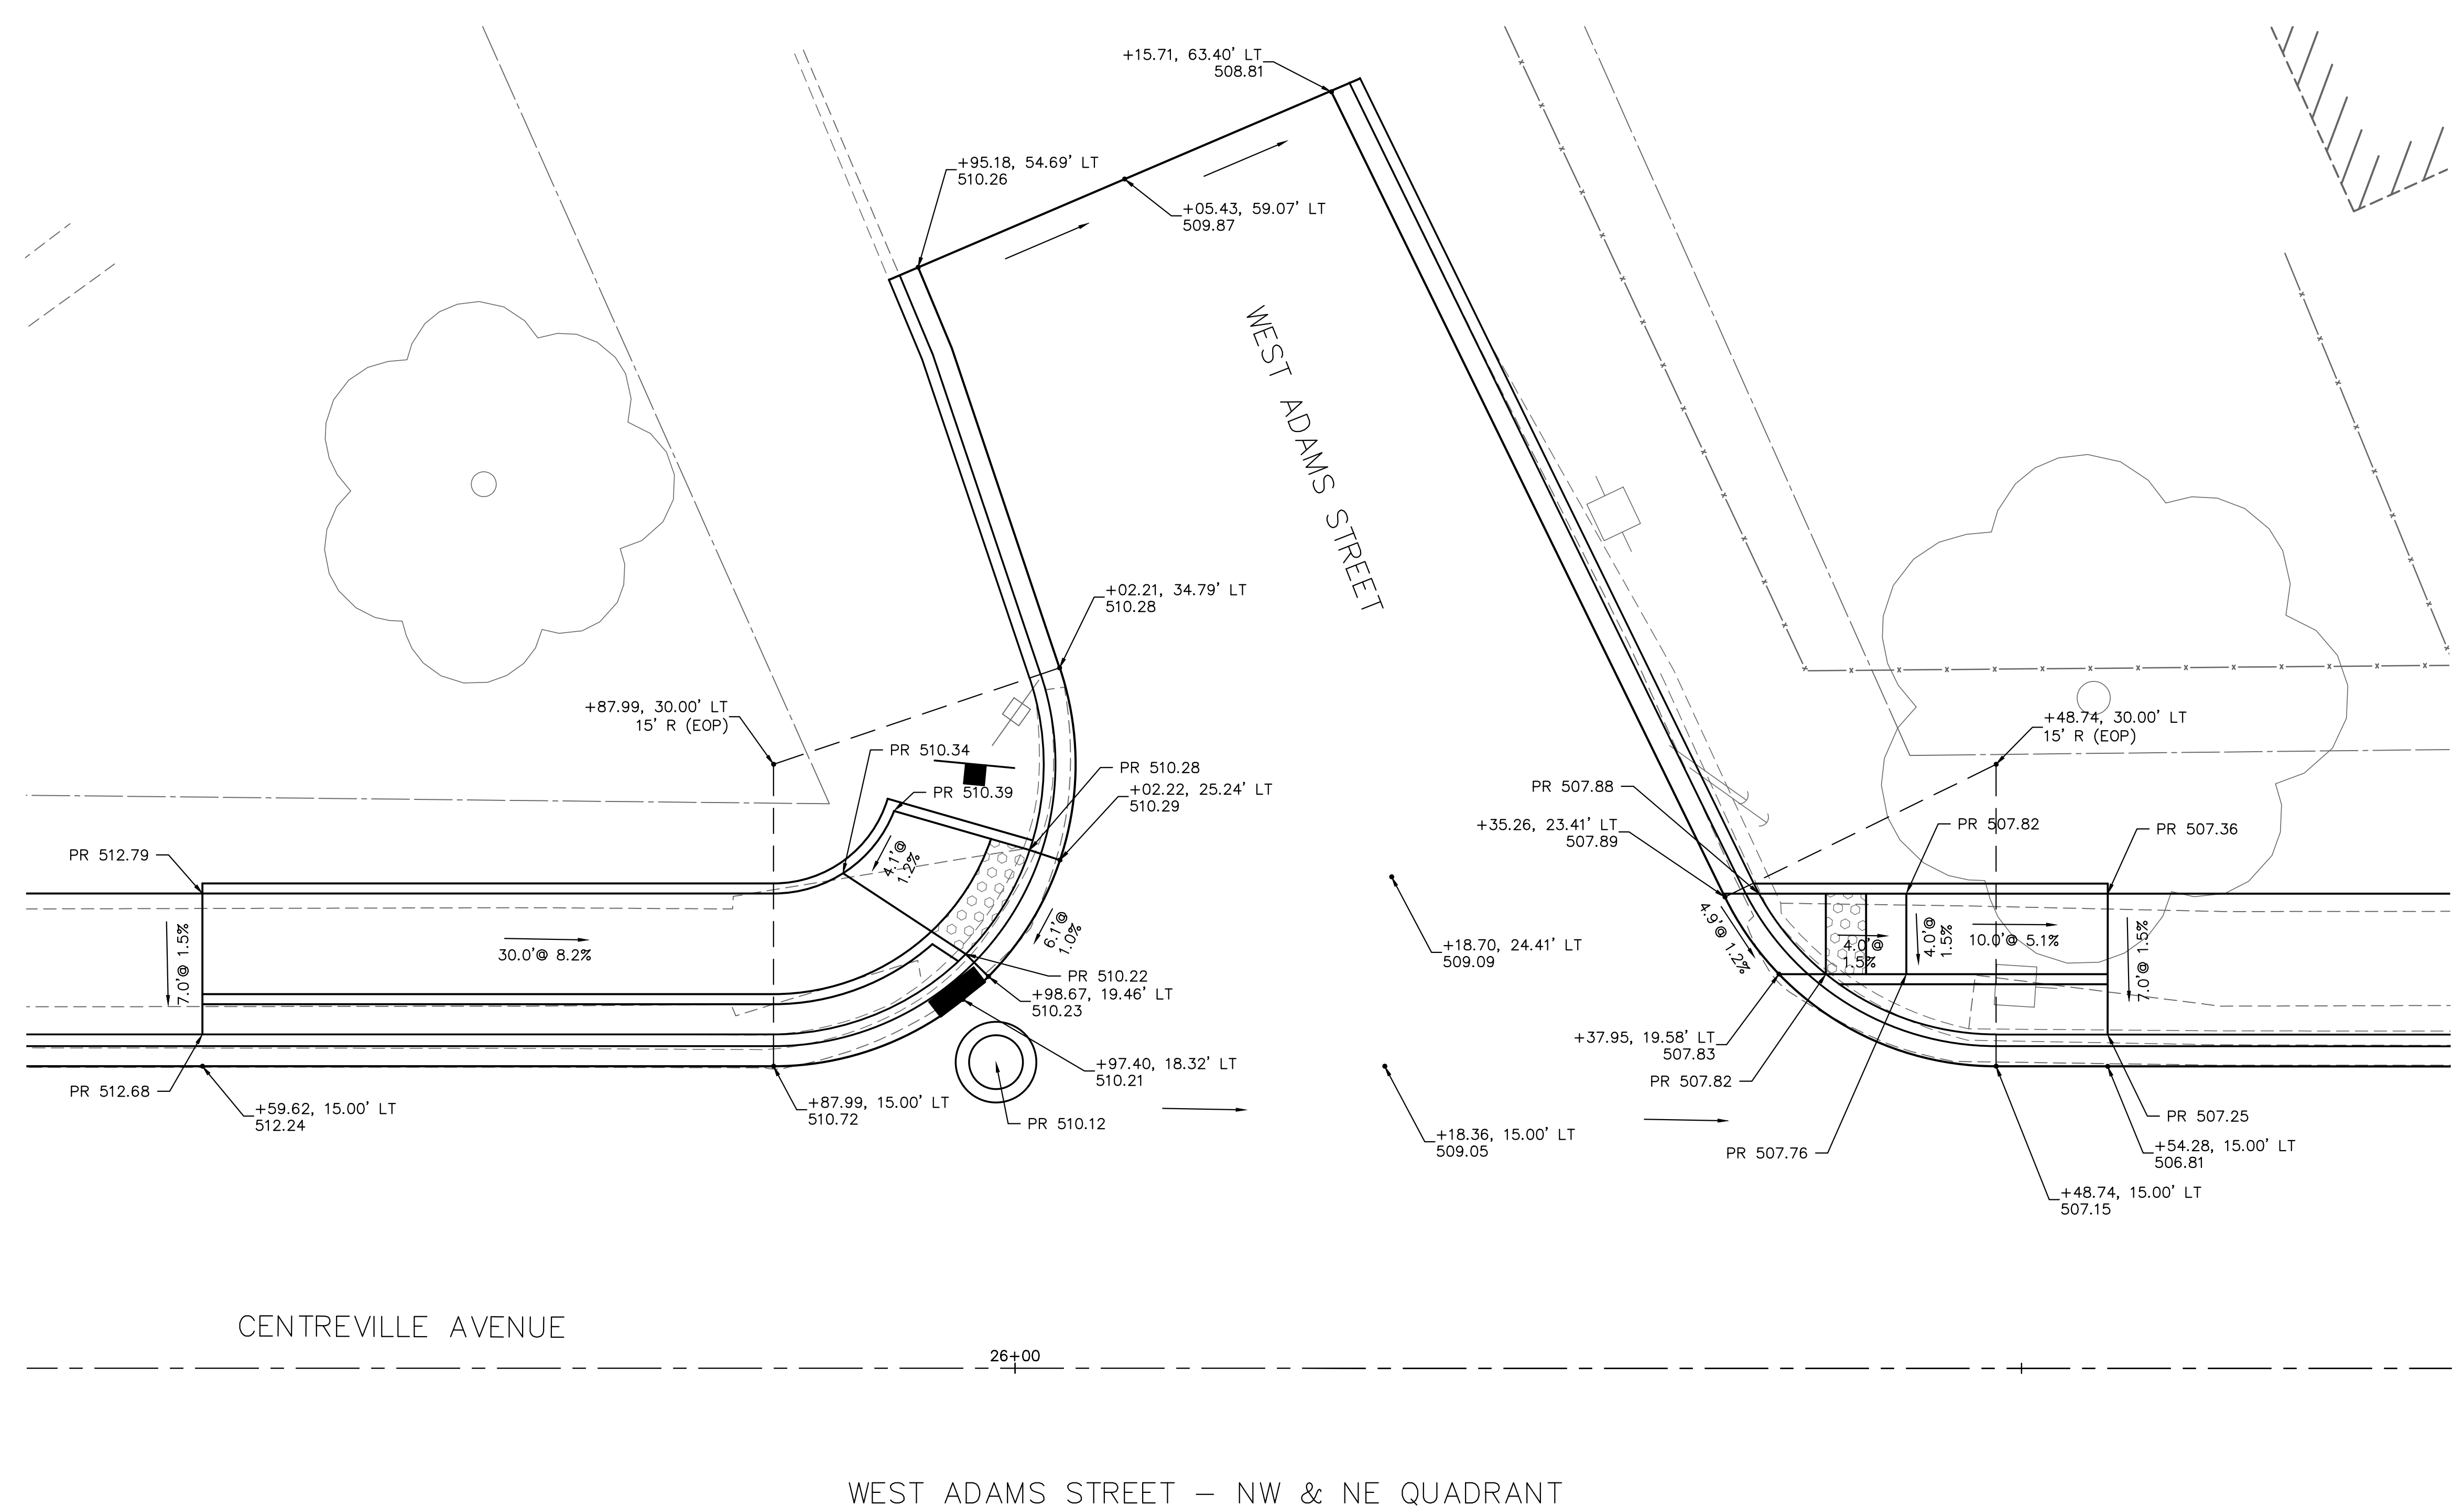 +15.71, 63.40' LT
508.81
+95.18, 54.69' LT
510.26
+05.43, 59.07' LT
509.87
WEST ADAMS STREET
+02.21, 34.79' LT
510.28
+87.99, 30.00' LT
15' R (EOP)
+48.74, 30.00' LT
15' R (EOP)
PR 510.34
PR 510.28
PR 510.39
+02.22, 25.24' LT
510.29
PR 507.88
+35.26, 23.41' LT
507.89
PR 507.82
PR 507.36
PR 512.79
4.1'@
1.2%
6.1'@
1.0%
4.9'@ 1.2%
7.0'@ 1.5%
30.0'@ 8.2%
+18.70, 24.41' LT
509.09
4.0'@
1.5%
4.0'@
1.5%
10.0'@ 5.1%
7.0'@ 1.5%
PR 510.22
+98.67, 19.46' LT
510.23
+37.95, 19.58' LT
507.83
PR 512.68
+97.40, 18.32' LT
510.21
PR 507.82
+59.62, 15.00' LT
512.24
+87.99, 15.00' LT
510.72
PR 510.12
+18.36, 15.00' LT
509.05
PR 507.76
PR 507.25
+54.28, 15.00' LT
506.81
+48.74, 15.00' LT
507.15
CENTREVILLE AVENUE
26+00
WEST ADAMS STREET – NW & NE QUADRANT